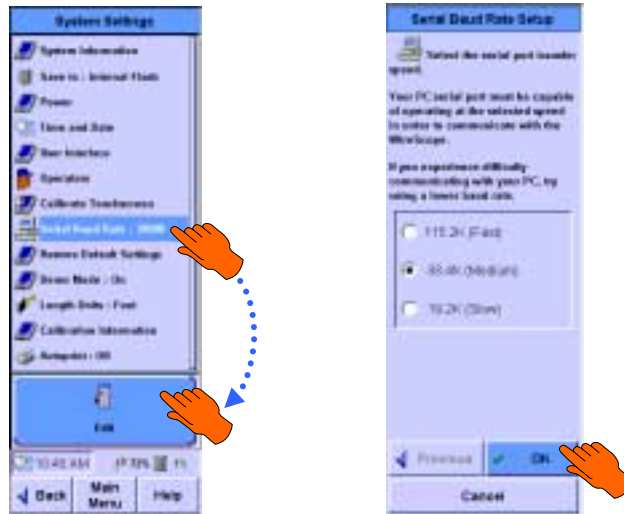 System Settings
System Information
Save to : Internal Flash
Power
Time and Date
User Interface
Operators
Calibrate Touchscreen
Serial Baud Rate :
Restore Default Settings
Demo Mode : On
Length Units : Feet
Calibration Information
Autoprint : Off
Edit
10:48 AM
Back
Main
Menu
Help
Serial Baud Rate Setup
Select the serial port transfer
speed.
Your PC serial port must be capable
of operating at the selected speed
in order to communicate with the
WireScope.
If you experience difficulty
communicating with your PC, try
using a lower baud rate.
115.2K (Fast)
38.4K (Medium)
19.2K (Slow)
Previous
OK
Cancel